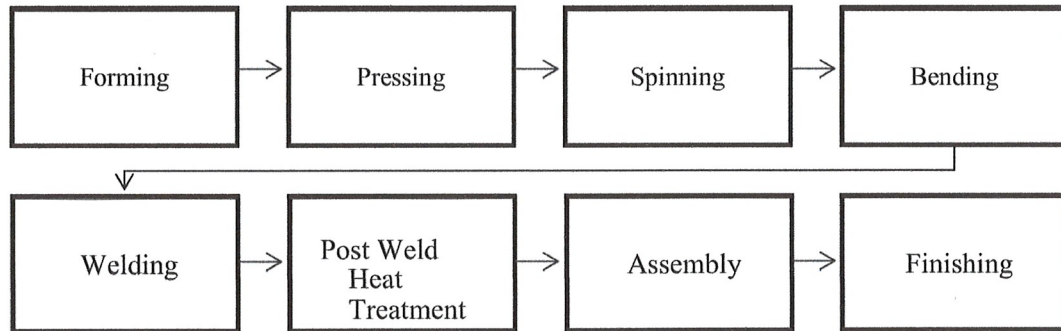 Forming
Pressing
Spinning
Bending
Welding
Post Weld
Heat
Treatment
Assembly
Finishing